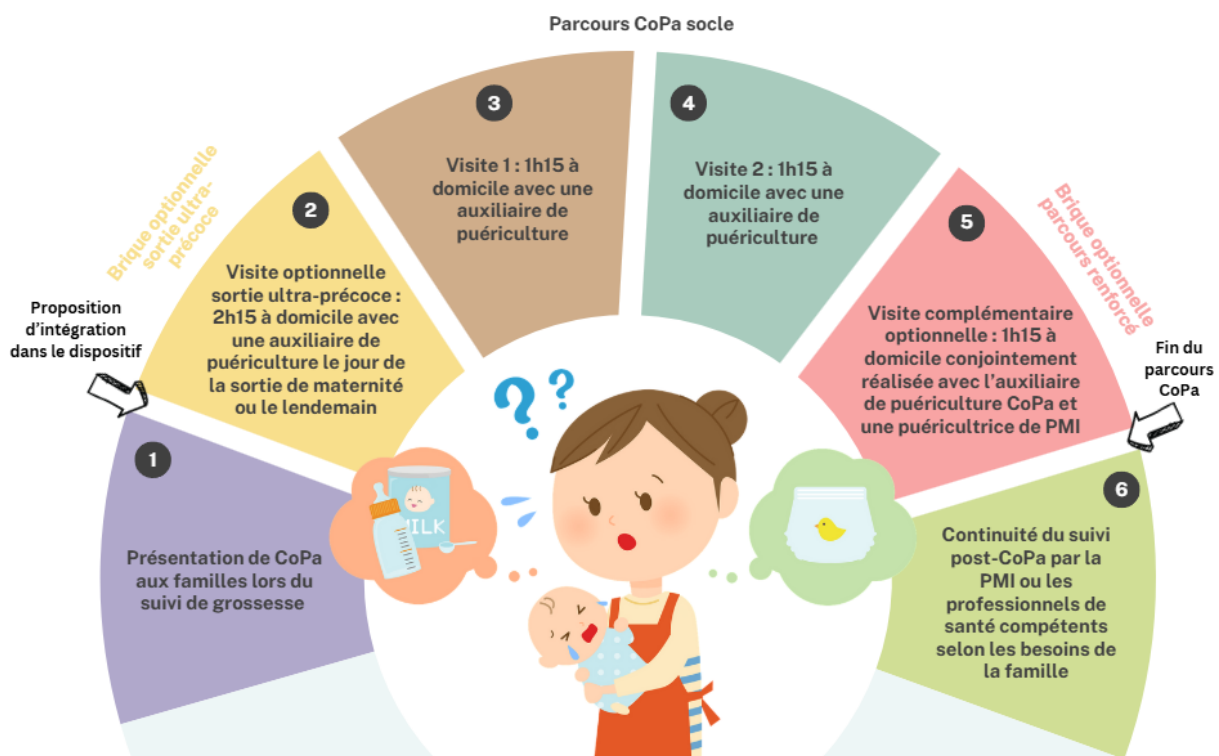 Parcours CoPa socle
Brique optionnelle
sortie ultra-
précoce
Proposition
d’intégration
dans le dispositif
1
Présentation de CoPa
aux familles lors du
suivi de grossesse
2
Visite optionnelle
sortie ultra-précoce :
2h15 à domicile avec
une auxiliaire de
puériculture le jour de
la sortie de maternité
ou le lendemain
3
Visite 1 : 1h15 à
domicile avec une
auxiliaire de
puériculture
4
Visite 2 : 1h15 à
domicile avec une
auxiliaire de
puériculture
5
Visite complémentaire
optionnelle : 1h15 à
domicile conjointement
réalisée avec l’auxiliaire
de puériculture CoPa et
une puéricultrice de PMI
Brique optionnelle
parcours renforcé
Fin du
parcours
CoPa
6
Continuité du suivi
post-CoPa par la
PMI ou les
professionnels de
santé compétents
selon les besoins de
la famille
? ?
MILK